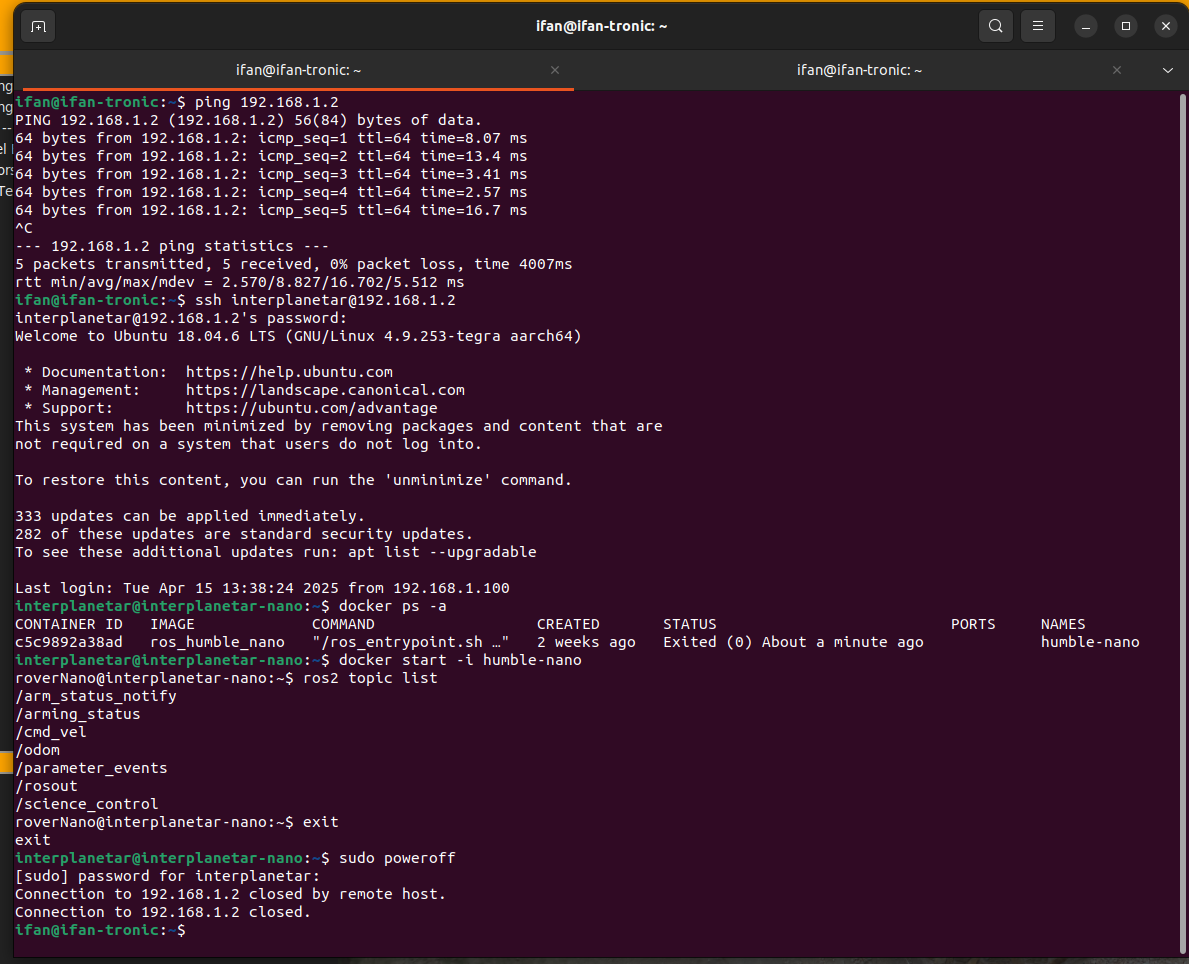 ifan@ifan-tronic: ~
ifan@ifan-tronic: ~
ifan@ifan-tronic: ~
ifan@ifan-tronic:~$ ping 192.168.1.2
PING 192.168.1.2 (192.168.1.2) 56(84) bytes of data.
64 bytes from 192.168.1.2: icmp_seq=1 ttl=64 time=8.07 ms
64 bytes from 192.168.1.2: icmp_seq=2 ttl=64 time=13.4 ms
64 bytes from 192.168.1.2: icmp_seq=3 ttl=64 time=3.41 ms
64 bytes from 192.168.1.2: icmp_seq=4 ttl=64 time=2.57 ms
64 bytes from 192.168.1.2: icmp_seq=5 ttl=64 time=16.7 ms
^C
--- 192.168.1.2 ping statistics ---
5 packets transmitted, 5 received, 0% packet loss, time 4007ms
rtt min/avg/max/mdev = 2.570/8.827/16.702/5.512 ms
ifan@ifan-tronic:~$ ssh interplanetar@192.168.1.2
interplanetar@192.168.1.2's password:
Welcome to Ubuntu 18.04.6 LTS (GNU/Linux 4.9.253-tegra aarch64)
* Documentation:  https://help.ubuntu.com
* Management:     https://landscape.canonical.com
* Support:        https://ubuntu.com/advantage
This system has been minimized by removing packages and content that are
not required on a system that users do not log into.
To restore this content, you can run the 'unminimize' command.
333 updates can be applied immediately.
282 of these updates are standard security updates.
To see these additional updates run: apt list --upgradable
Last login: Tue Apr 15 13:38:24 2025 from 192.168.1.100
interplanetar@interplanetar-nano:~$ docker ps -a
CONTAINER ID   IMAGE             COMMAND                  CREATED       STATUS                          PORTS     NAMES
c5c9892a38ad   ros_humble_nano   "/ros_entrypoint.sh …"   2 weeks ago   Exited (0) About a minute ago             humble-nano
interplanetar@interplanetar-nano:~$ docker start -i humble-nano
roverNano@interplanetar-nano:~$ ros2 topic list
/arm_status_notify
/arming_status
/cmd_vel
/odom
/parameter_events
/rosout
/science_control
roverNano@interplanetar-nano:~$ exit
exit
interplanetar@interplanetar-nano:~$ sudo poweroff
[sudo] password for interplanetar:
Connection to 192.168.1.2 closed by remote host.
Connection to 192.168.1.2 closed.
ifan@ifan-tronic:~$